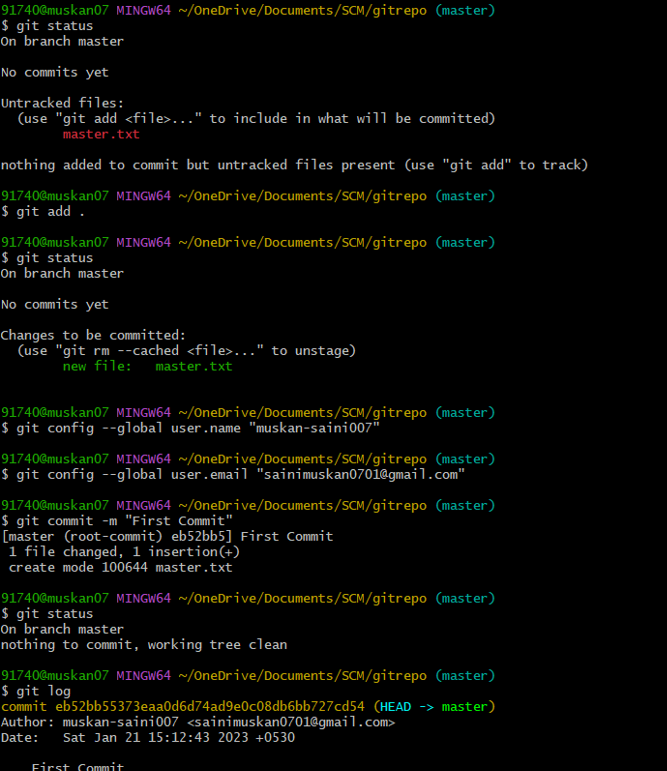 91740@muskan07 MINGW64 ~/OneDrive/Documents/SCM/gitrepo (master)
$ git status
On branch master
No commits yet
Untracked files:
(use "git add <file>..." to include in what will be committed)
master.txt
nothing added to commit but untracked files present (use "git add" to track)
91740@muskan07 MINGW64 ~/OneDrive/Documents/SCM/gitrepo (master)
$ git add .
91740@muskan07 MINGW64 ~/OneDrive/Documents/SCM/gitrepo (master)
$ git status
On branch master
No commits yet
Changes to be committed:
(use "git rm --cached <file>..." to unstage)
new file:   master.txt
91740@muskan07 MINGW64 ~/OneDrive/Documents/SCM/gitrepo (master)
$ git config --global user.name "muskan-saini007"
91740@muskan07 MINGW64 ~/OneDrive/Documents/SCM/gitrepo (master)
$ git config --global user.email "sainimuskan0701@gmail.com"
91740@muskan07 MINGW64 ~/OneDrive/Documents/SCM/gitrepo (master)
$ git commit -m "First Commit"
[master (root-commit) eb52bb5] First Commit
1 file changed, 1 insertion(+)
create mode 100644 master.txt
91740@muskan07 MINGW64 ~/OneDrive/Documents/SCM/gitrepo (master)
$ git status
On branch master
nothing to commit, working tree clean
91740@muskan07 MINGW64 ~/OneDrive/Documents/SCM/gitrepo (master)
$ git log
commit eb52bb55373eaa0d6d74ad9e0c08db6bb727cd54 (HEAD -> master)
Author: muskan-saini007 <sainimuskan0701@gmail.com>
Date:   Sat Jan 21 15:12:43 2023 +0530
First Commit